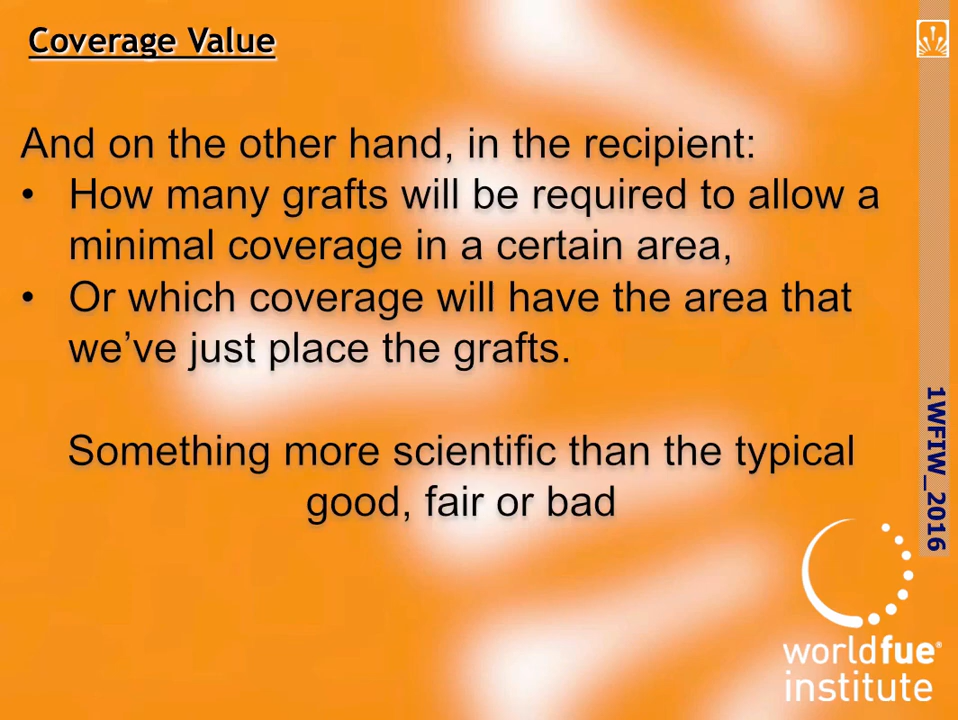 Coverage Value
And on the other hand, in the recipient:
• How many grafts will be required to allow a
minimal coverage in a certain area,
• Or which coverage will have the area that
we’ve just place the grafts.
Something more scientific than the typical
good, fair or bad
1WFIW_2016
worldfue®
institute